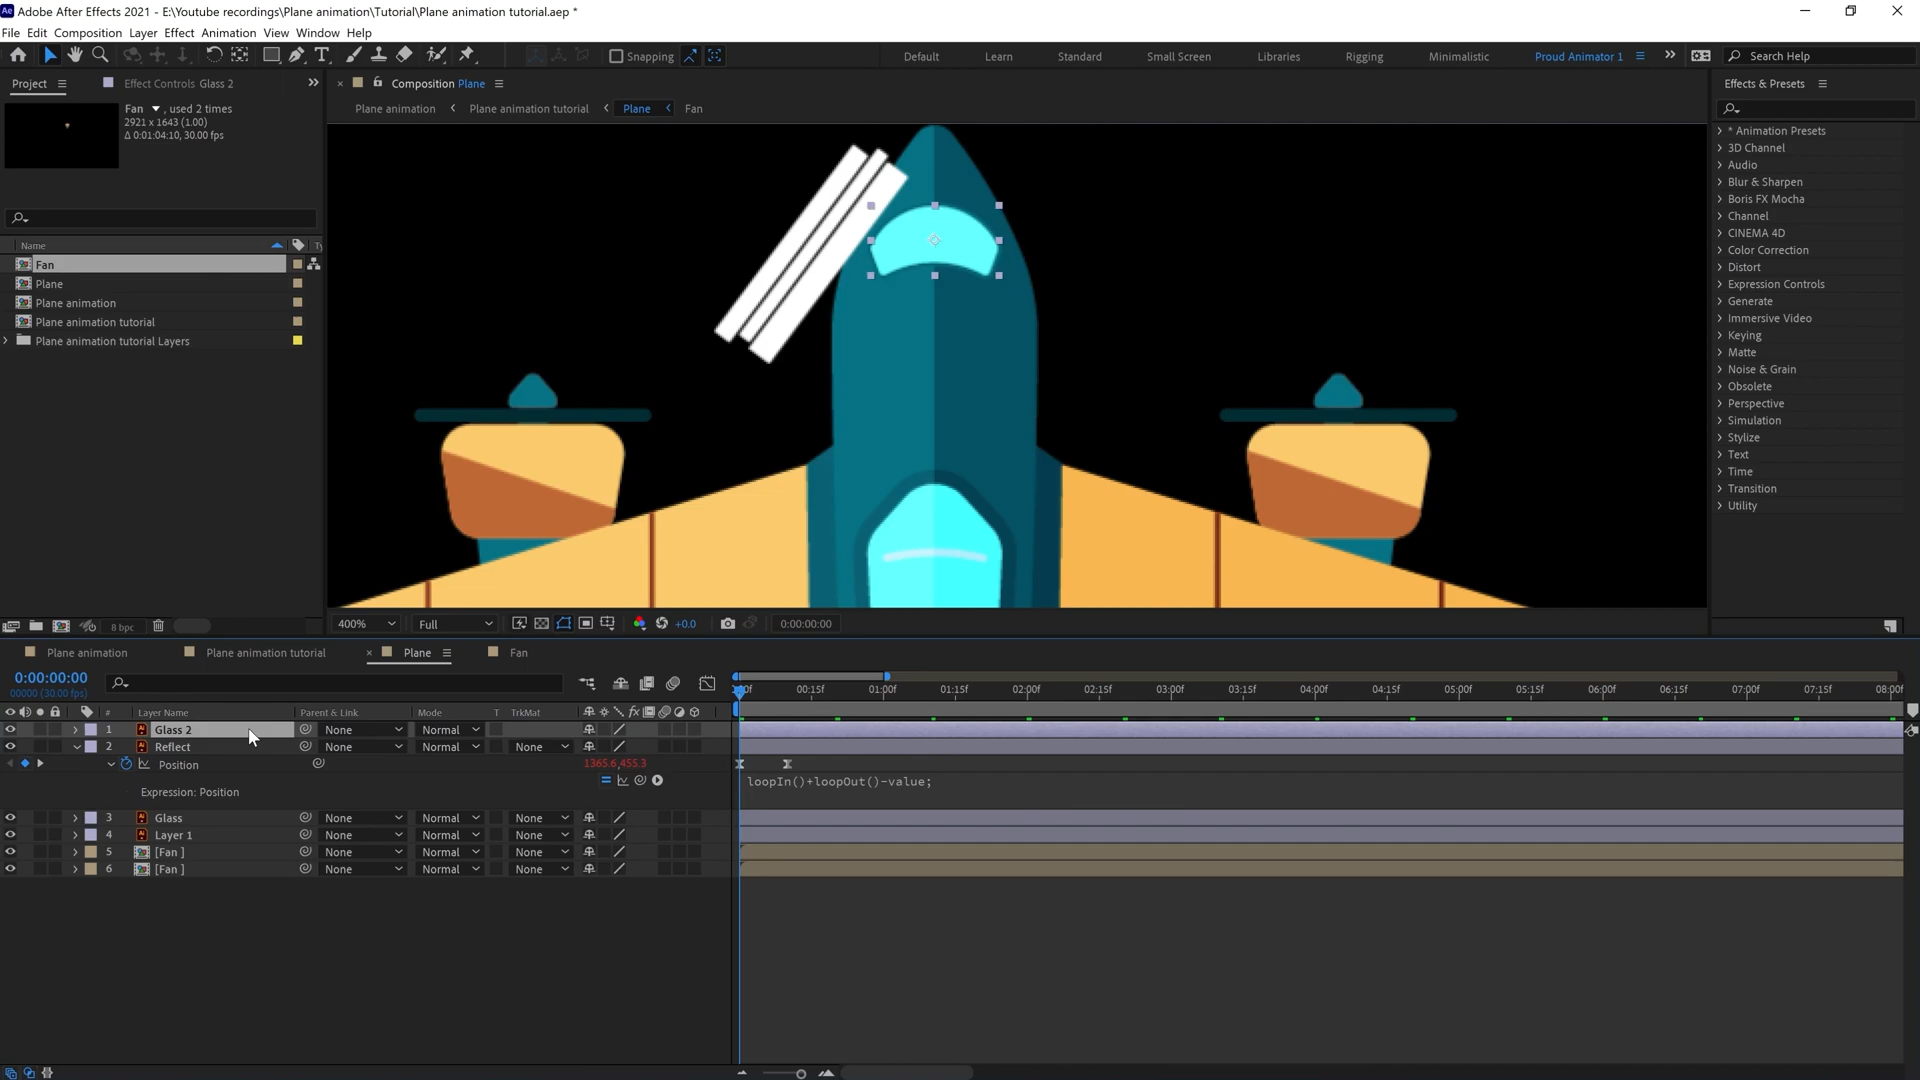 Adobe After Effects 2021 - E:\Youtube recordings\Plane animation\Tutorial\Plane animation tutorial.aep *
File Edit Composition Layer Effect Animation View Window Help
Snapping Default Learn Standard Small Screen Libraries Rigging Minimalistic Proud Animator 1 Search Help
Project Effect Controls Glass 2
Fan , used 2 times
2921 x 1643 (1.00)
Δ 0:01:04:10, 30.00 fps
Name Ty
Fan
Plane
Plane animation
Plane animation tutorial
Plane animation tutorial Layers
8 bpc
Composition Plane
Plane animation Plane animation tutorial Plane Fan
400% Full +0.0 0:00:00:00
Effects & Presets
* Animation Presets
3D Channel
Audio
Blur & Sharpen
Boris FX Mocha
Channel
CINEMA 4D
Color Correction
Distort
Expression Controls
Generate
Immersive Video
Keying
Matte
Noise & Grain
Obsolete
Perspective
Simulation
Stylize
Text
Time
Transition
Utility
Plane animation Plane animation tutorial Plane Fan
0:00:00:00
00000 (30.00 fps)
00:15f 01:00f 01:15f 02:00f 02:15f 03:00f 03:15f 04:00f 04:15f 05:00f 05:15f 06:00f 06:15f 07:00f 07:15f 08:00f
# Layer Name Parent & Link Mode T TrkMat
1 Glass 2 None Normal
2 Reflect None Normal None
Position 1365.6,455.3
Expression: Position loopIn()+loopOut()-value;
3 Glass None Normal None
4 Layer 1 None Normal None
5 [Fan ] None Normal None
6 [Fan ] None Normal None